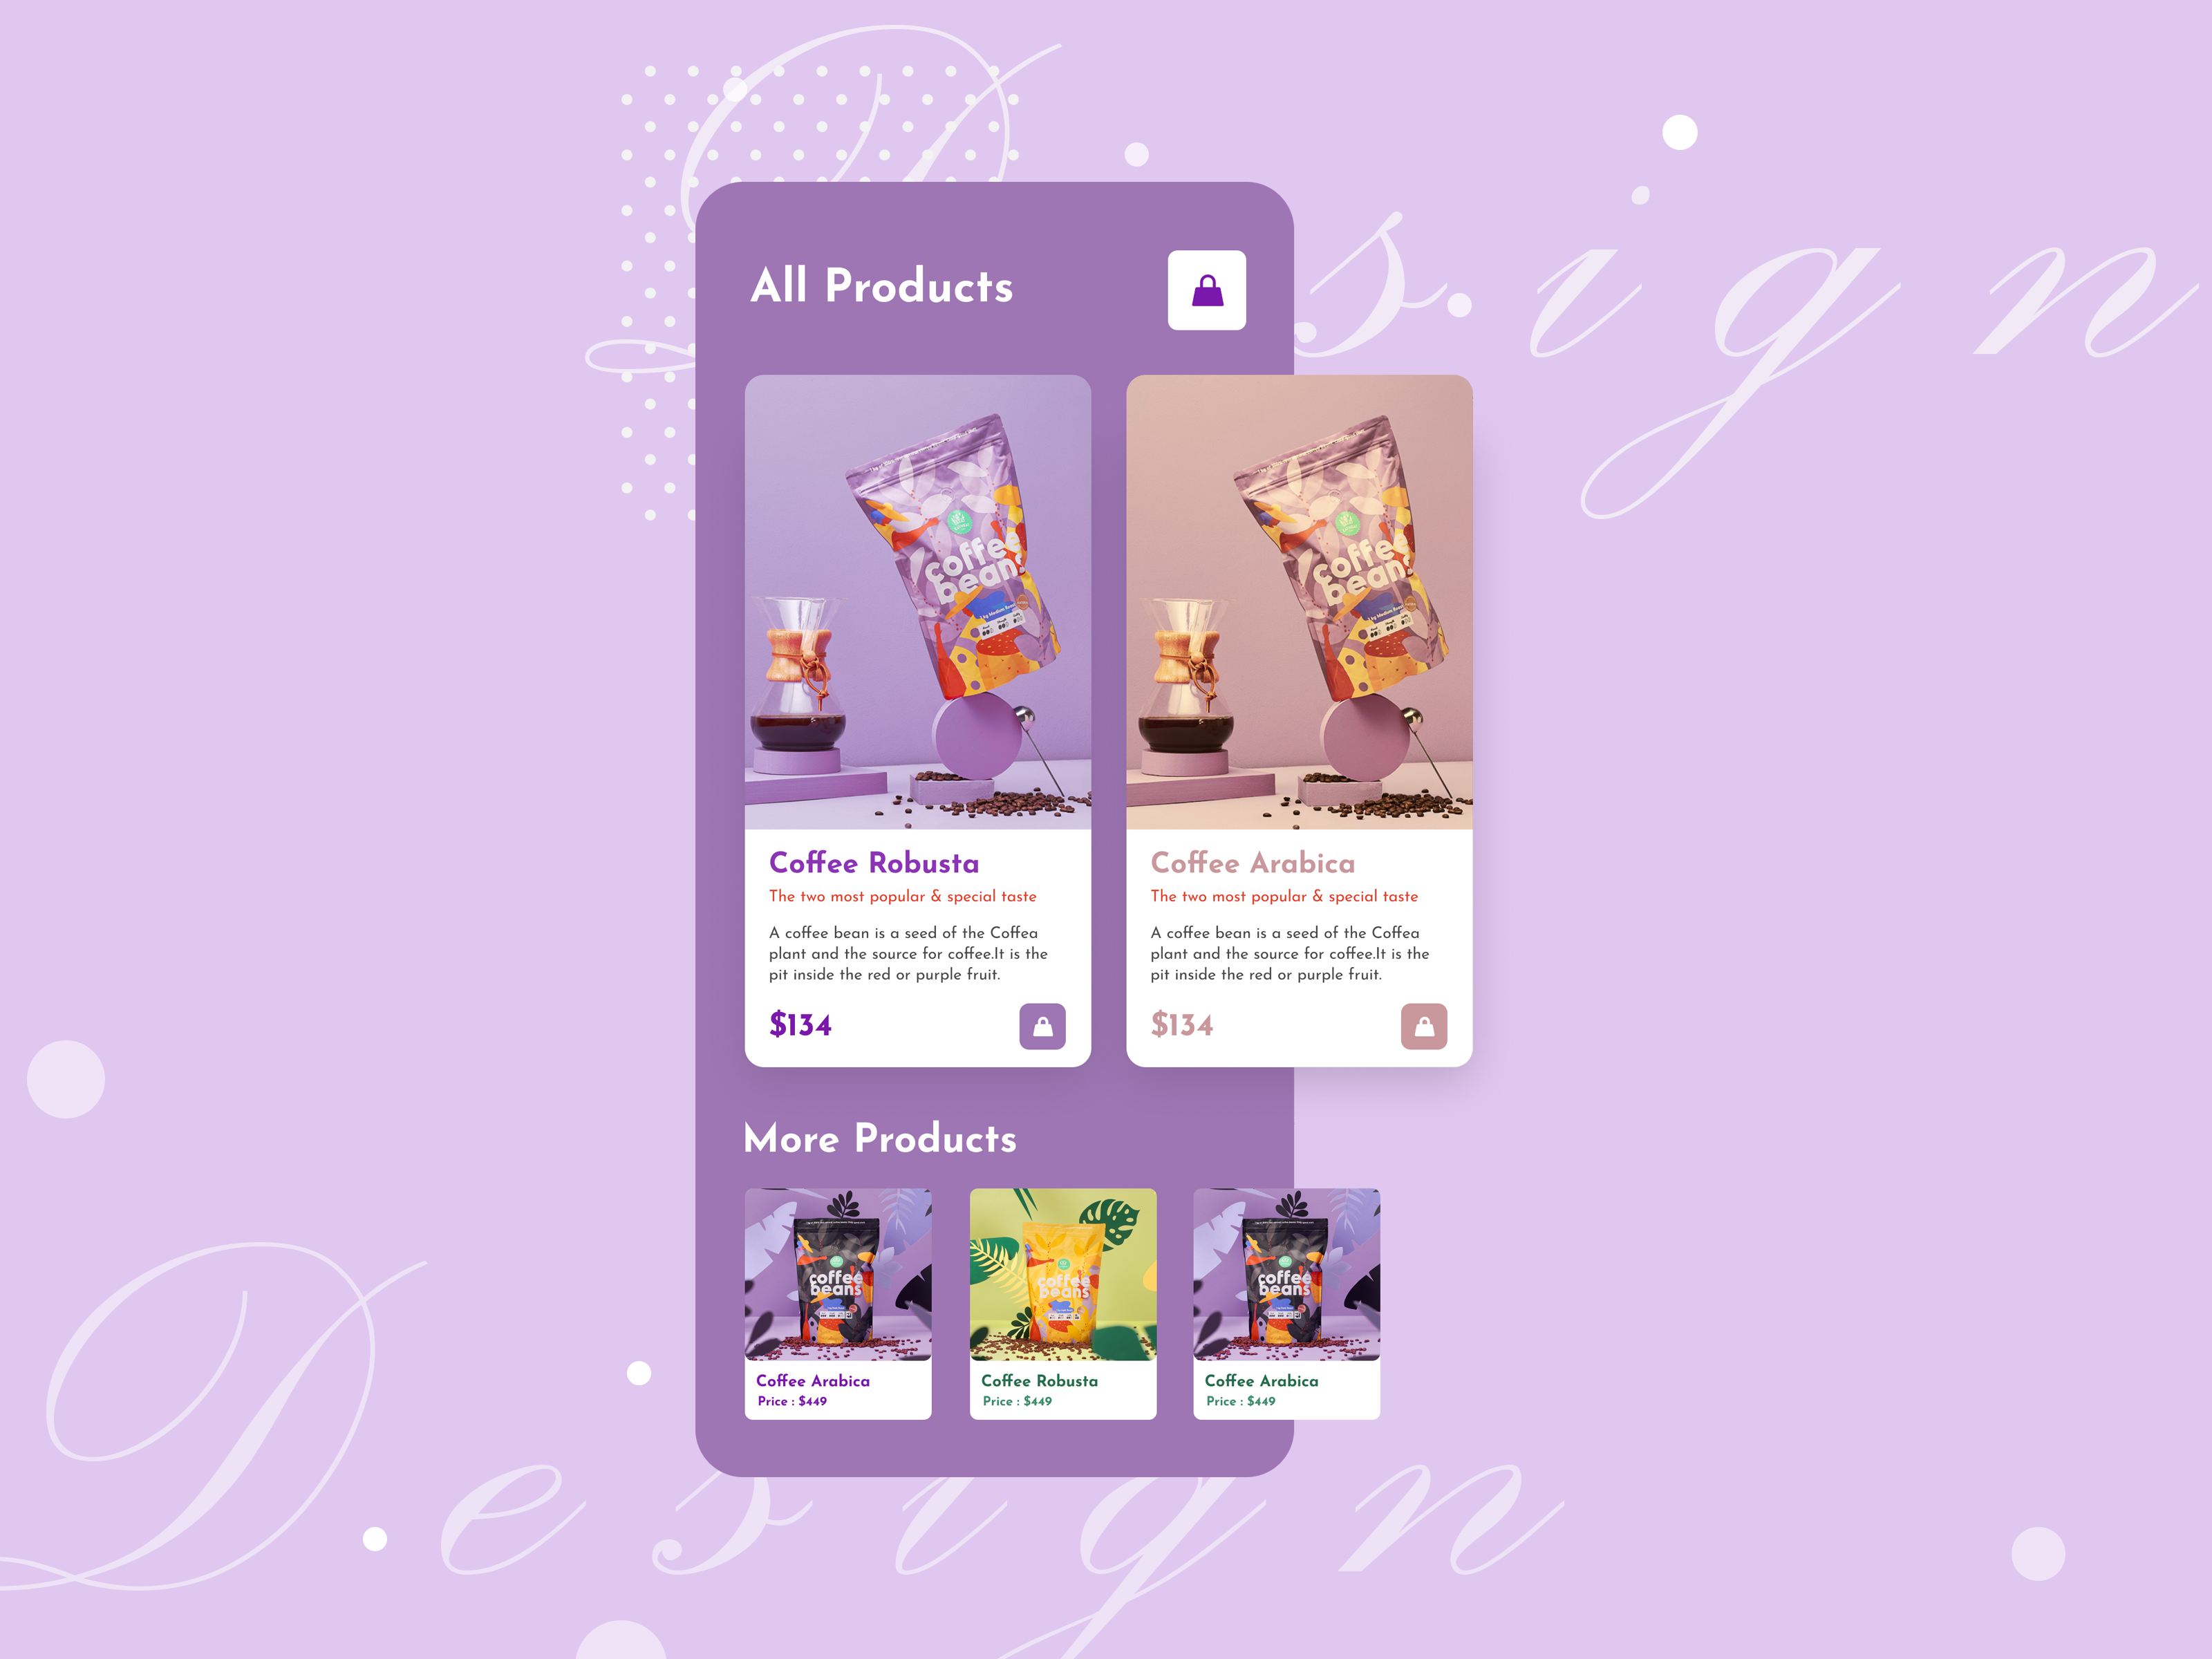 Design
All Products
coffee
beans
coffee
beans
Coffee Robusta
The two most popular & special taste
A coffee bean is a seed of the Coffea
plant and the source for coffee.It is the
pit inside the red or purple fruit.
$134
Coffee Arabica
The two most popular & special taste
A coffee bean is a seed of the Coffea
plant and the source for coffee.It is the
pit inside the red or purple fruit.
$134
More Products
coffee
beans
Coffee Arabica
Price : $449
coffee
beans
Coffee Robusta
Price : $449
coffee
beans
Coffee Arabica
Price : $449
Design